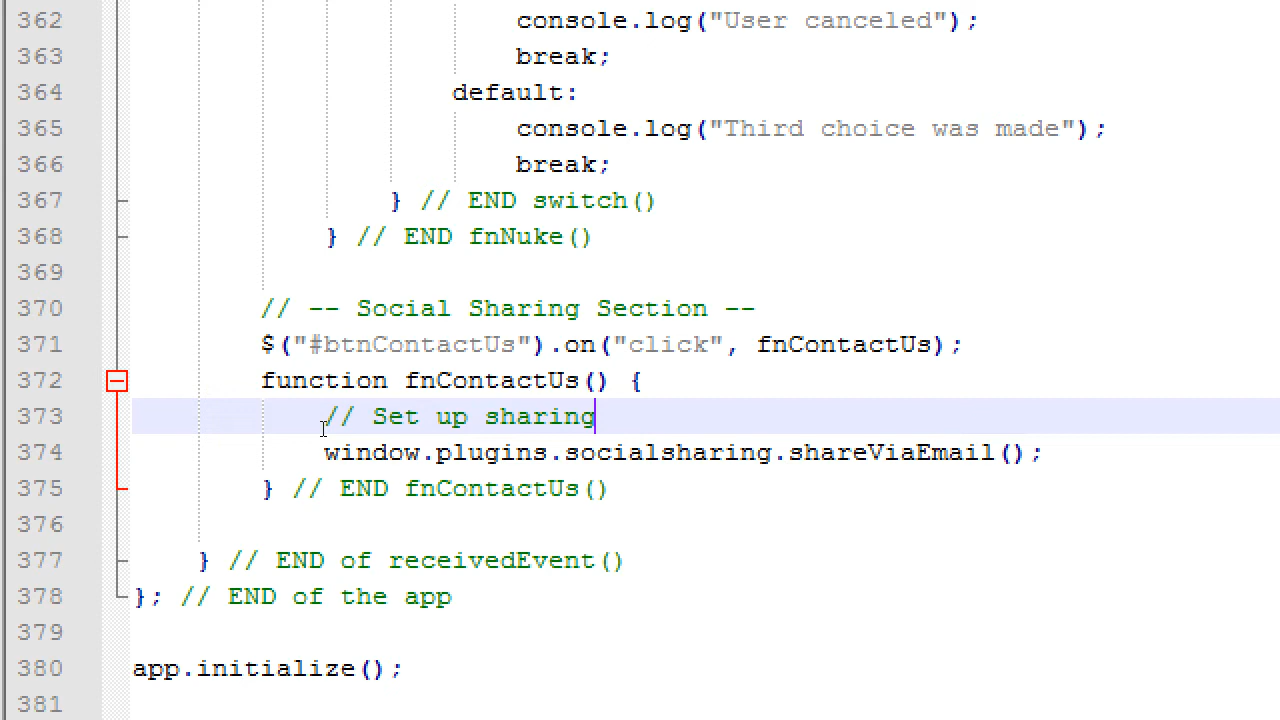 362 console.log("User canceled");
363 break;
364 default:
365 console.log("Third choice was made");
366 break;
367 } // END switch()
368 } // END fnNuke()
369
370 // -- Social Sharing Section --
371 $("#btnContactUs").on("click", fnContactUs);
372 function fnContactUs() {
373 // Set up sharing
374 window.plugins.socialsharing.shareViaEmail();
375 } // END fnContactUs()
376
377 } // END of receivedEvent()
378 }; // END of the app
379
380 app.initialize();
381